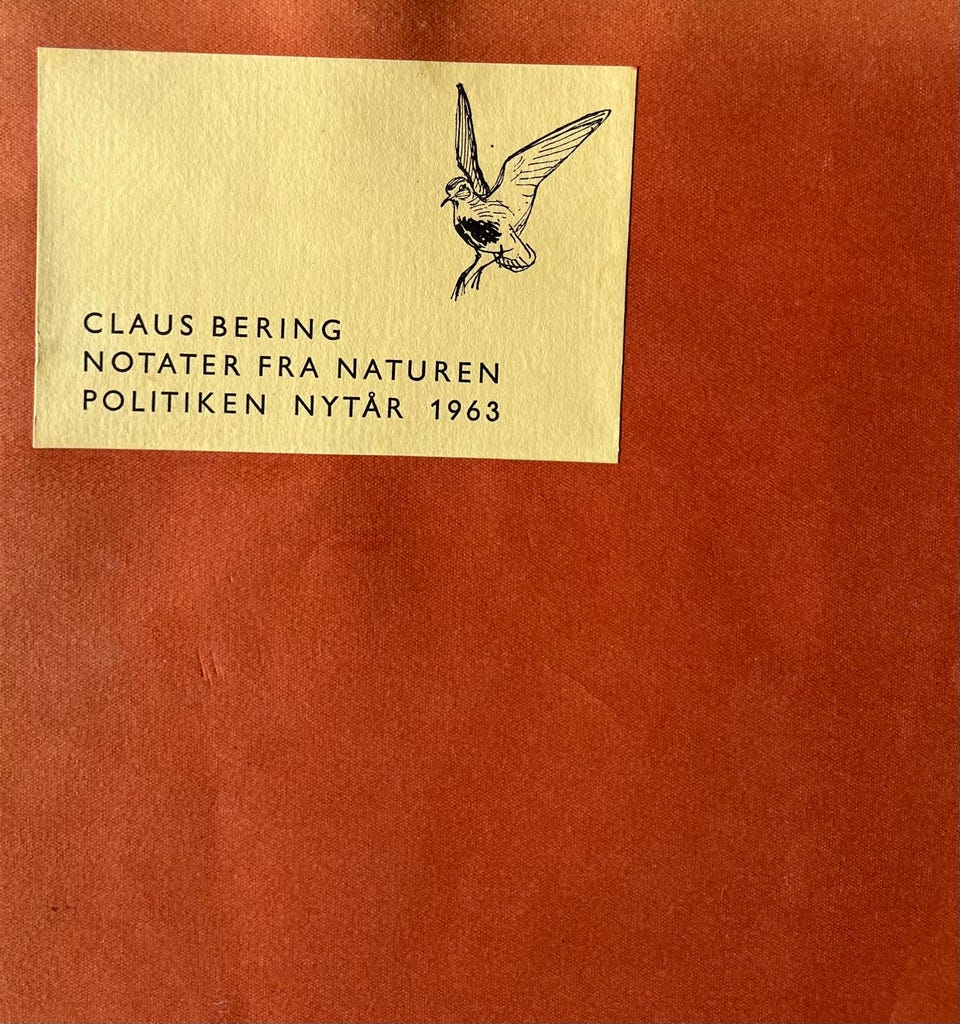 CLAUS BERING
NOTATER FRA NATUREN
POLITIKEN NYTÅR 1963